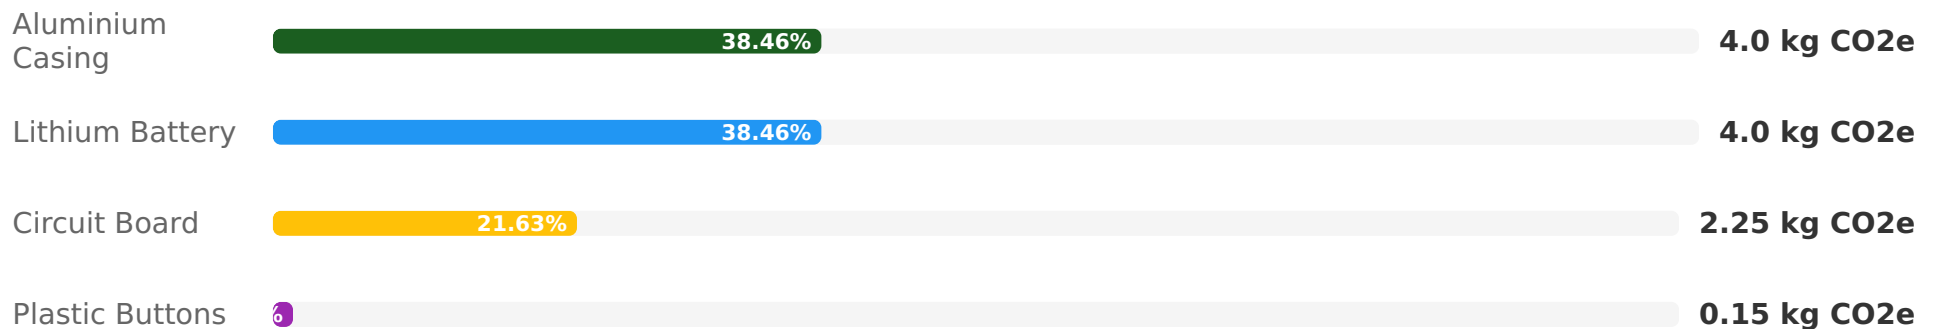 Aluminium
Casing
38.46%
4.0 kg CO2e
Lithium Battery
38.46%
4.0 kg CO2e
Circuit Board
21.63%
2.25 kg CO2e
Plastic Buttons
%
0.15 kg CO2e